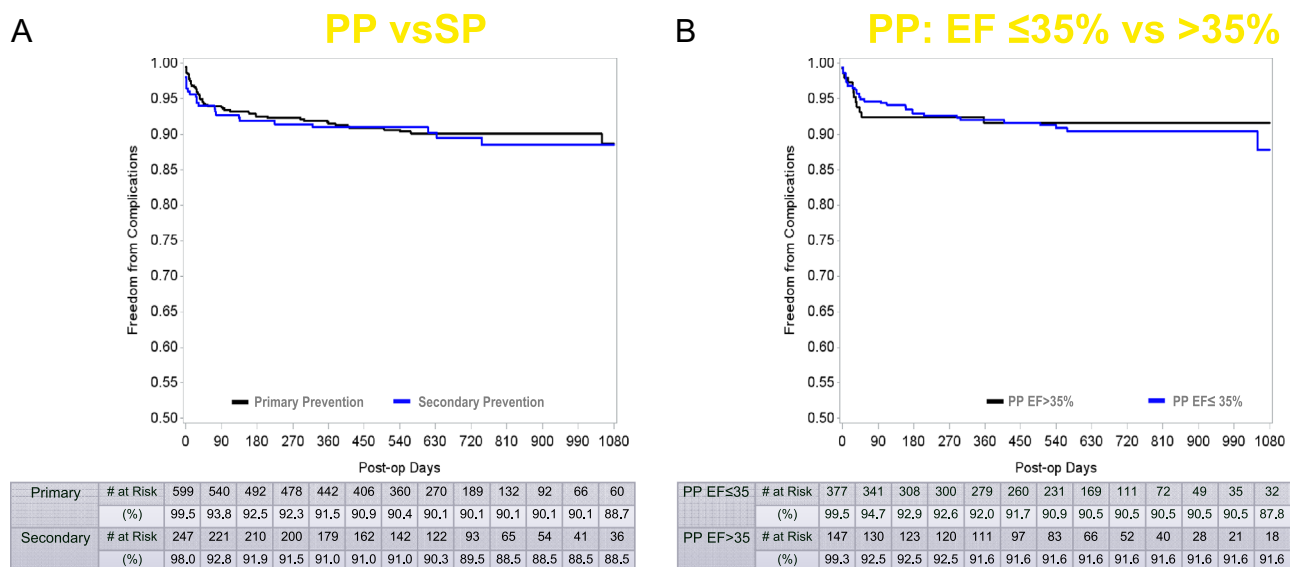 A
PP vsSP
Freedom from Complications
1.00
0.95
0.90
0.85
0.80
0.75
0.70
0.65
0.60
0.55
0.50
Primary Prevention
Secondary Prevention
0 90 180 270 360 450 540 630 720 810 900 990 1080
Post-op Days
Primary # at Risk 599 540 492 478 442 406 360 270 189 132 92 66 60
(%) 99.5 93.8 92.5 92.3 91.5 90.9 90.4 90.1 90.1 90.1 90.1 90.1 88.7
Secondary # at Risk 247 221 210 200 179 162 142 122 93 65 54 41 36
(%) 98.0 92.8 91.9 91.5 91.0 91.0 91.0 90.3 89.5 88.5 88.5 88.5 88.5
B
PP: EF ≤35% vs >35%
Freedom from Complications
1.00
0.95
0.90
0.85
0.80
0.75
0.70
0.65
0.60
0.55
0.50
PP EF>35%
PP EF≤ 35%
0 90 180 270 360 450 540 630 720 810 900 990 1080
Post-op Days
PP EF≤35 # at Risk 377 341 308 300 279 260 231 169 111 72 49 35 32
(%) 99.5 94.7 92.9 92.6 92.0 91.7 90.9 90.5 90.5 90.5 90.5 90.5 87.8
PP EF>35 # at Risk 147 130 123 120 111 97 83 66 52 40 28 21 18
(%) 99.3 92.5 92.5 92.5 91.6 91.6 91.6 91.6 91.6 91.6 91.6 91.6 91.6